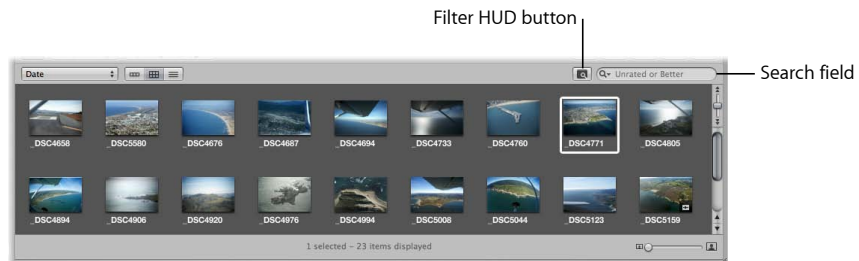 Filter HUD button
Search field
Date
Unrated or Better
_DSC4658 _DSC5580 _DSC4676 _DSC4687 _DSC4694 _DSC4733 _DSC4760 _DSC4771 _DSC4805
_DSC4894 _DSC4906 _DSC4920 _DSC4976 _DSC4994 _DSC5008 _DSC5044 _DSC5123 _DSC5159
1 selected – 23 items displayed